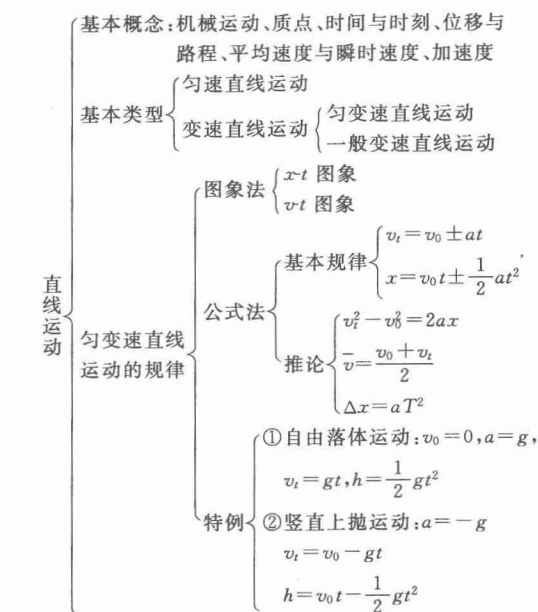 直线运动
基本概念:机械运动、质点、时间与时刻、位移与
路程、平均速度与瞬时速度、加速度
基本类型
匀速直线运动
变速直线运动
匀变速直线运动
一般变速直线运动
匀变速直线
运动的规律
图象法
x-t 图象
v-t 图象
公式法
基本规律
v_t=v_0±at
x=v_0t±\frac{1}{2}at^2
推论
v_t^2-v_0^2=2ax
\overline{v}=\frac{v_0+v_t}{2}
Δx=aT^2
特例
①自由落体运动:v_0=0,a=g,
v_t=gt,h=\frac{1}{2}gt^2
②竖直上抛运动:a=-g
v_t=v_0-gt
h=v_0t-\frac{1}{2}gt^2